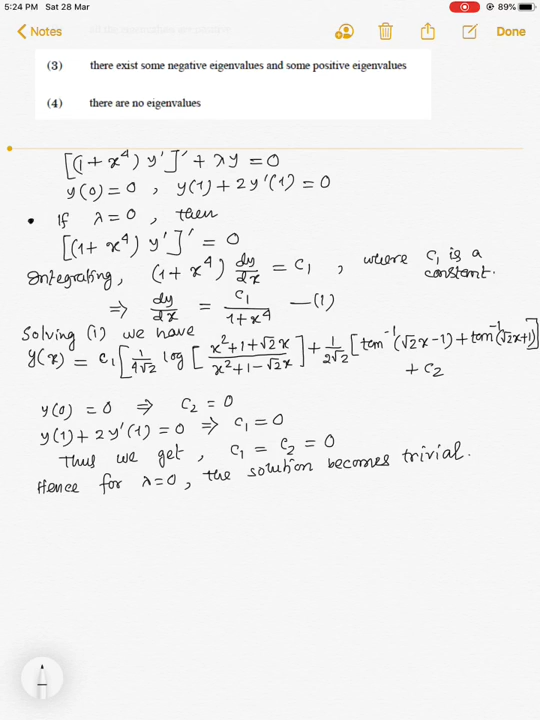 5:24 PM Sat 28 Mar 89%
Notes Done
(3) there exist some negative eigenvalues and some positive eigenvalues
(4) there are no eigenvalues
[(1 + x⁴) y']' + λy = 0
y(0) = 0 , y(1) + 2y'(1) = 0
• If λ = 0 , then
[(1 + x⁴) y']' = 0
Integrating, (1 + x⁴) dy/dx = c₁ , where c₁ is a constant.
⇒ dy/dx = c₁/(1 + x⁴) —(1)
Solving (1) we have
y(x) = c₁ [ 1/(4√2) log [ (x² + 1 + √2x)/(x² + 1 − √2x) ] + 1/(2√2) [ tan⁻¹(√2x − 1) + tan⁻¹(√2x + 1) ]
+ c₂
y(0) = 0 ⇒ c₂ = 0
y(1) + 2y'(1) = 0 ⇒ c₁ = 0
Thus we get , c₁ = c₂ = 0
Hence for λ = 0 , the solution becomes trivial.